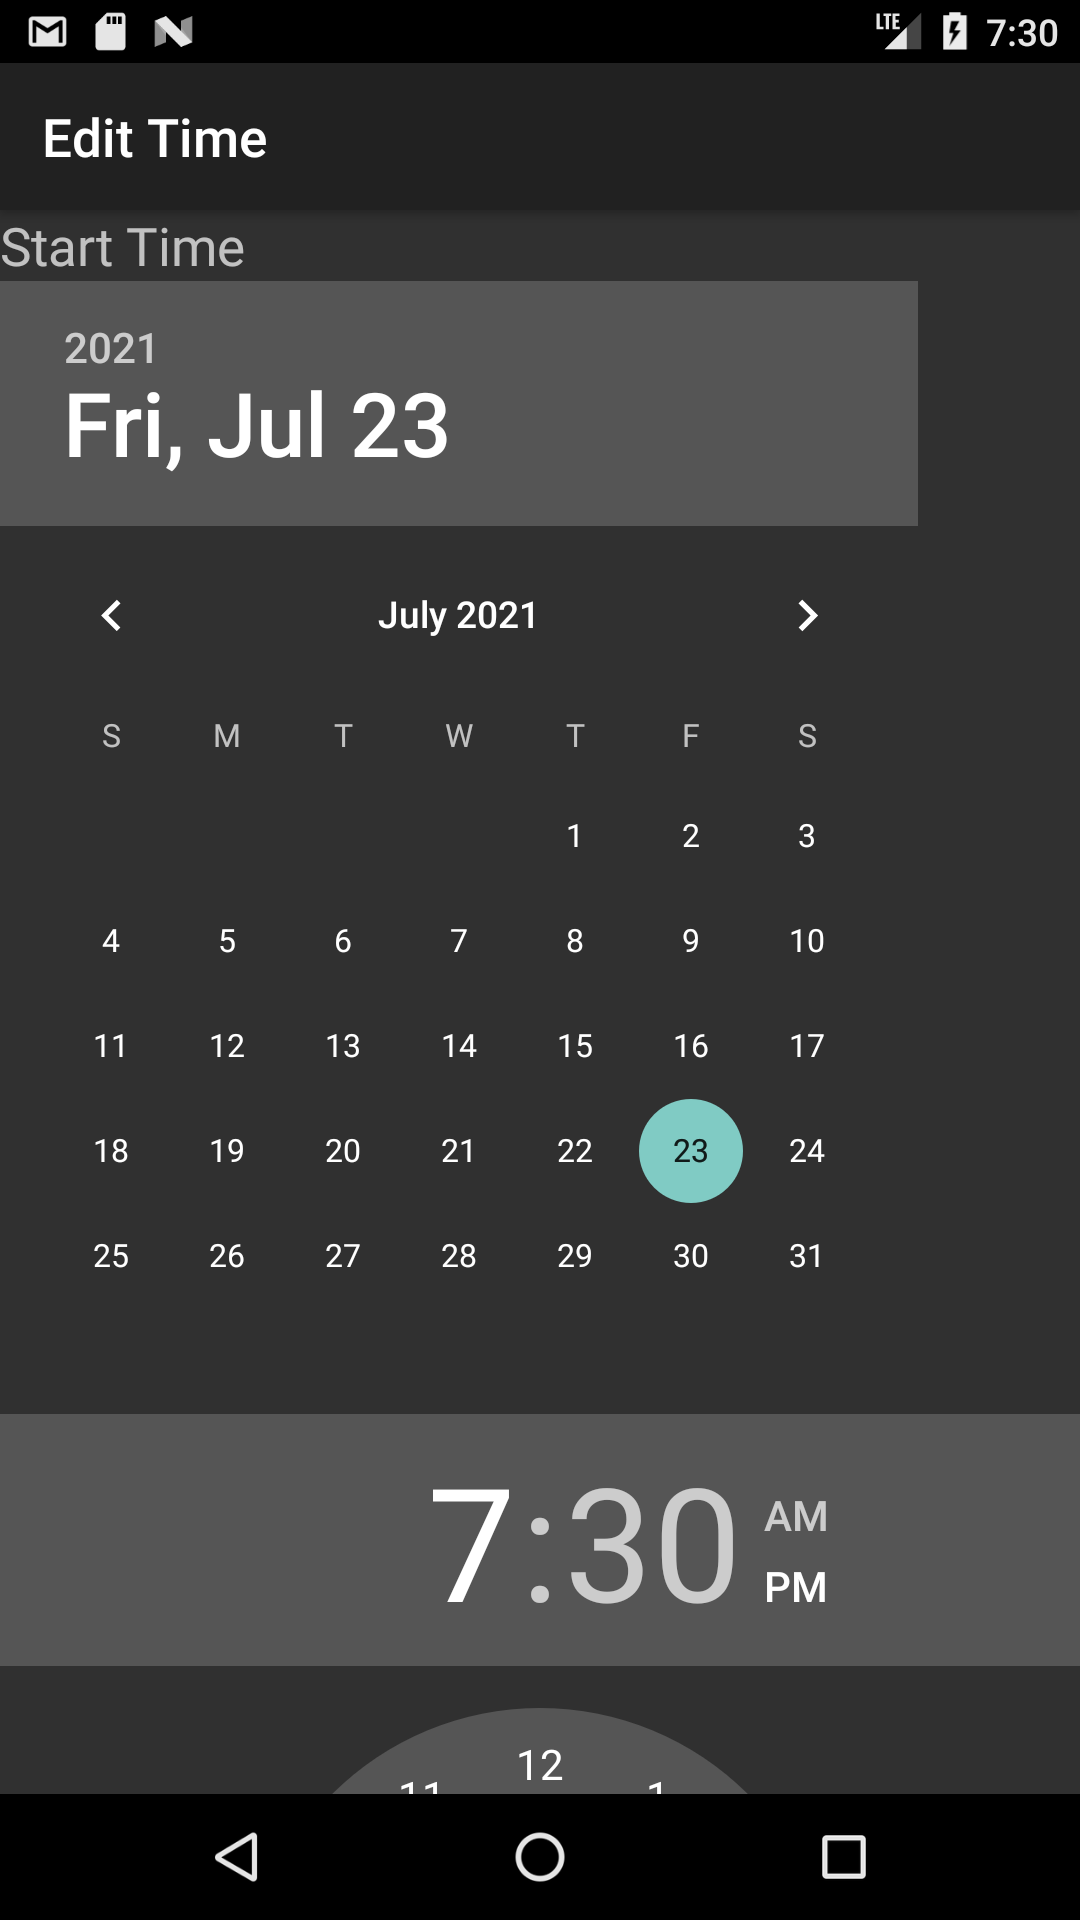 LTE 7:30
Edit Time
Start Time
2021
Fri, Jul 23
July 2021
S M T W T F S
1 2 3
4 5 6 7 8 9 10
11 12 13 14 15 16 17
18 19 20 21 22 23 24
25 26 27 28 29 30 31
7:30 AM
PM
12
11 1